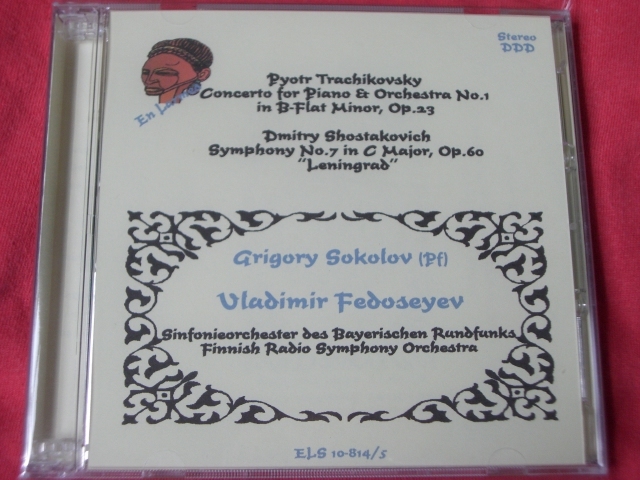 Stereo
DDD
En Larmes
Pyotr Trachikovsky
Concerto for Piano & Orchestra No.1
in B-Flat Minor, Op.23
Dmitry Shostakovich
Symphony No.7 in C Major, Op.60
"Leningrad"
Grigory Sokolov (Pf)
Vladimir Fedoseyev
Sinfonieorchester des Bayerischen Rundfunks
Finnish Radio Symphony Orchestra
ELS 10-814/5